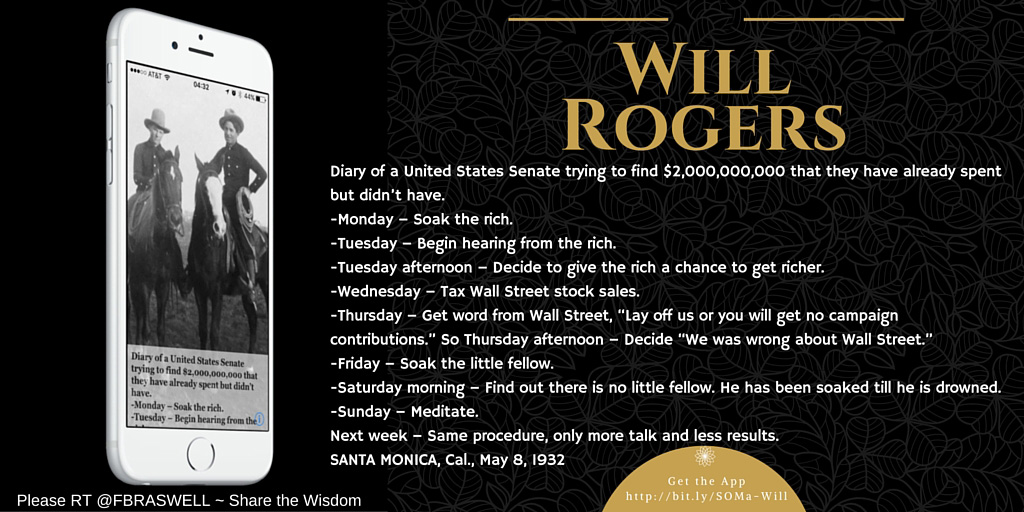 AT&T
04:32
44%
Diary of a United States Senate
trying to find $2,000,000,000 that
they have already spent but didn't
have.
-Monday – Soak the rich.
-Tuesday – Begin hearing from the
Please RT @FBRASWELL ~ Share the Wisdom
WILL
ROGERS
Diary of a United States Senate trying to find $2,000,000,000 that they have already spent
but didn't have.
-Monday – Soak the rich.
-Tuesday – Begin hearing from the rich.
-Tuesday afternoon – Decide to give the rich a chance to get richer.
-Wednesday – Tax Wall Street stock sales.
-Thursday – Get word from Wall Street, “Lay off us or you will get no campaign
contributions.” So Thursday afternoon – Decide “We was wrong about Wall Street.”
-Friday – Soak the little fellow.
-Saturday morning – Find out there is no little fellow. He has been soaked till he is drowned.
-Sunday – Meditate.
Next week – Same procedure, only more talk and less results.
SANTA MONICA, Cal., May 8, 1932
Get the App
http://bit.ly/SOMa-Will